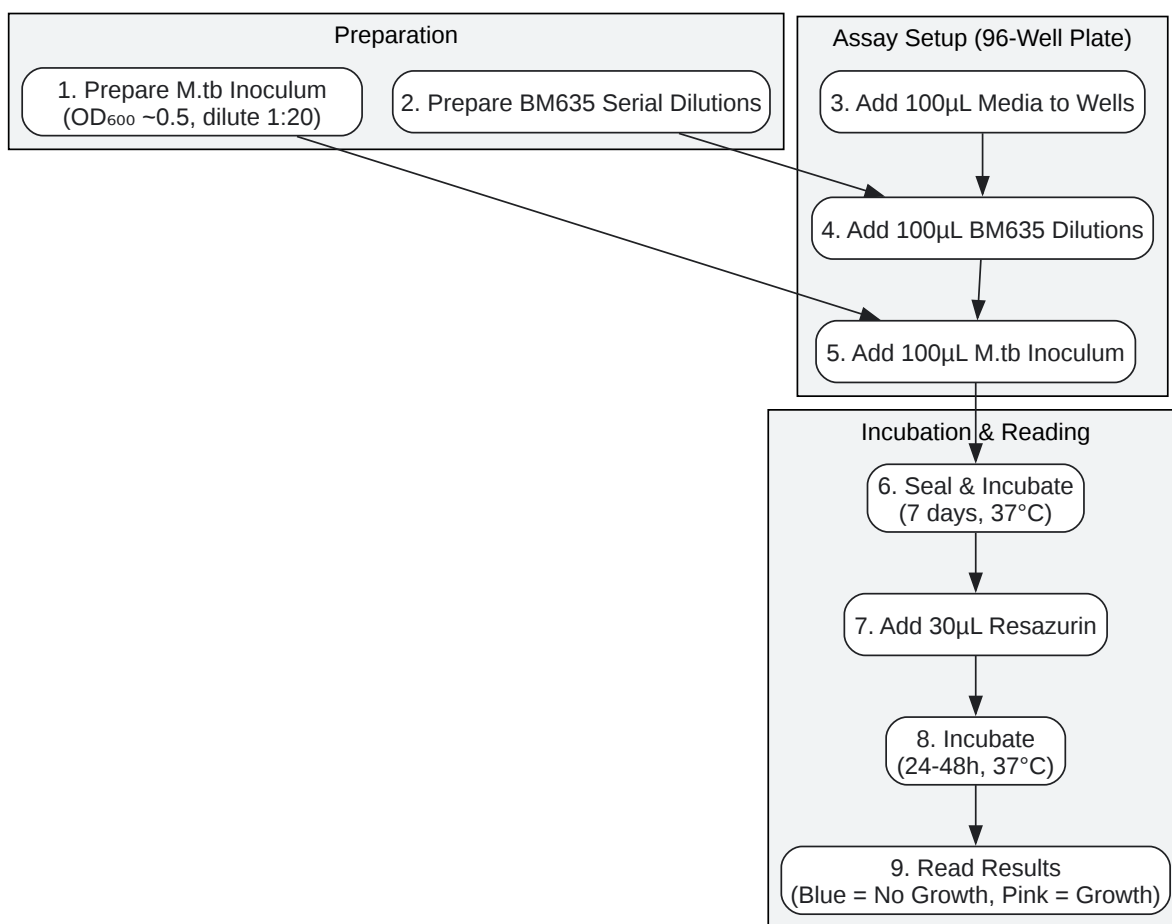 Preparation
1. Prepare M.tb Inoculum
(OD₆₀₀ ~0.5, dilute 1:20)
2. Prepare BM635 Serial Dilutions
Assay Setup (96-Well Plate)
3. Add 100µL Media to Wells
4. Add 100µL BM635 Dilutions
5. Add 100µL M.tb Inoculum
Incubation & Reading
6. Seal & Incubate
(7 days, 37°C)
7. Add 30µL Resazurin
8. Incubate
(24-48h, 37°C)
9. Read Results
(Blue = No Growth, Pink = Growth)